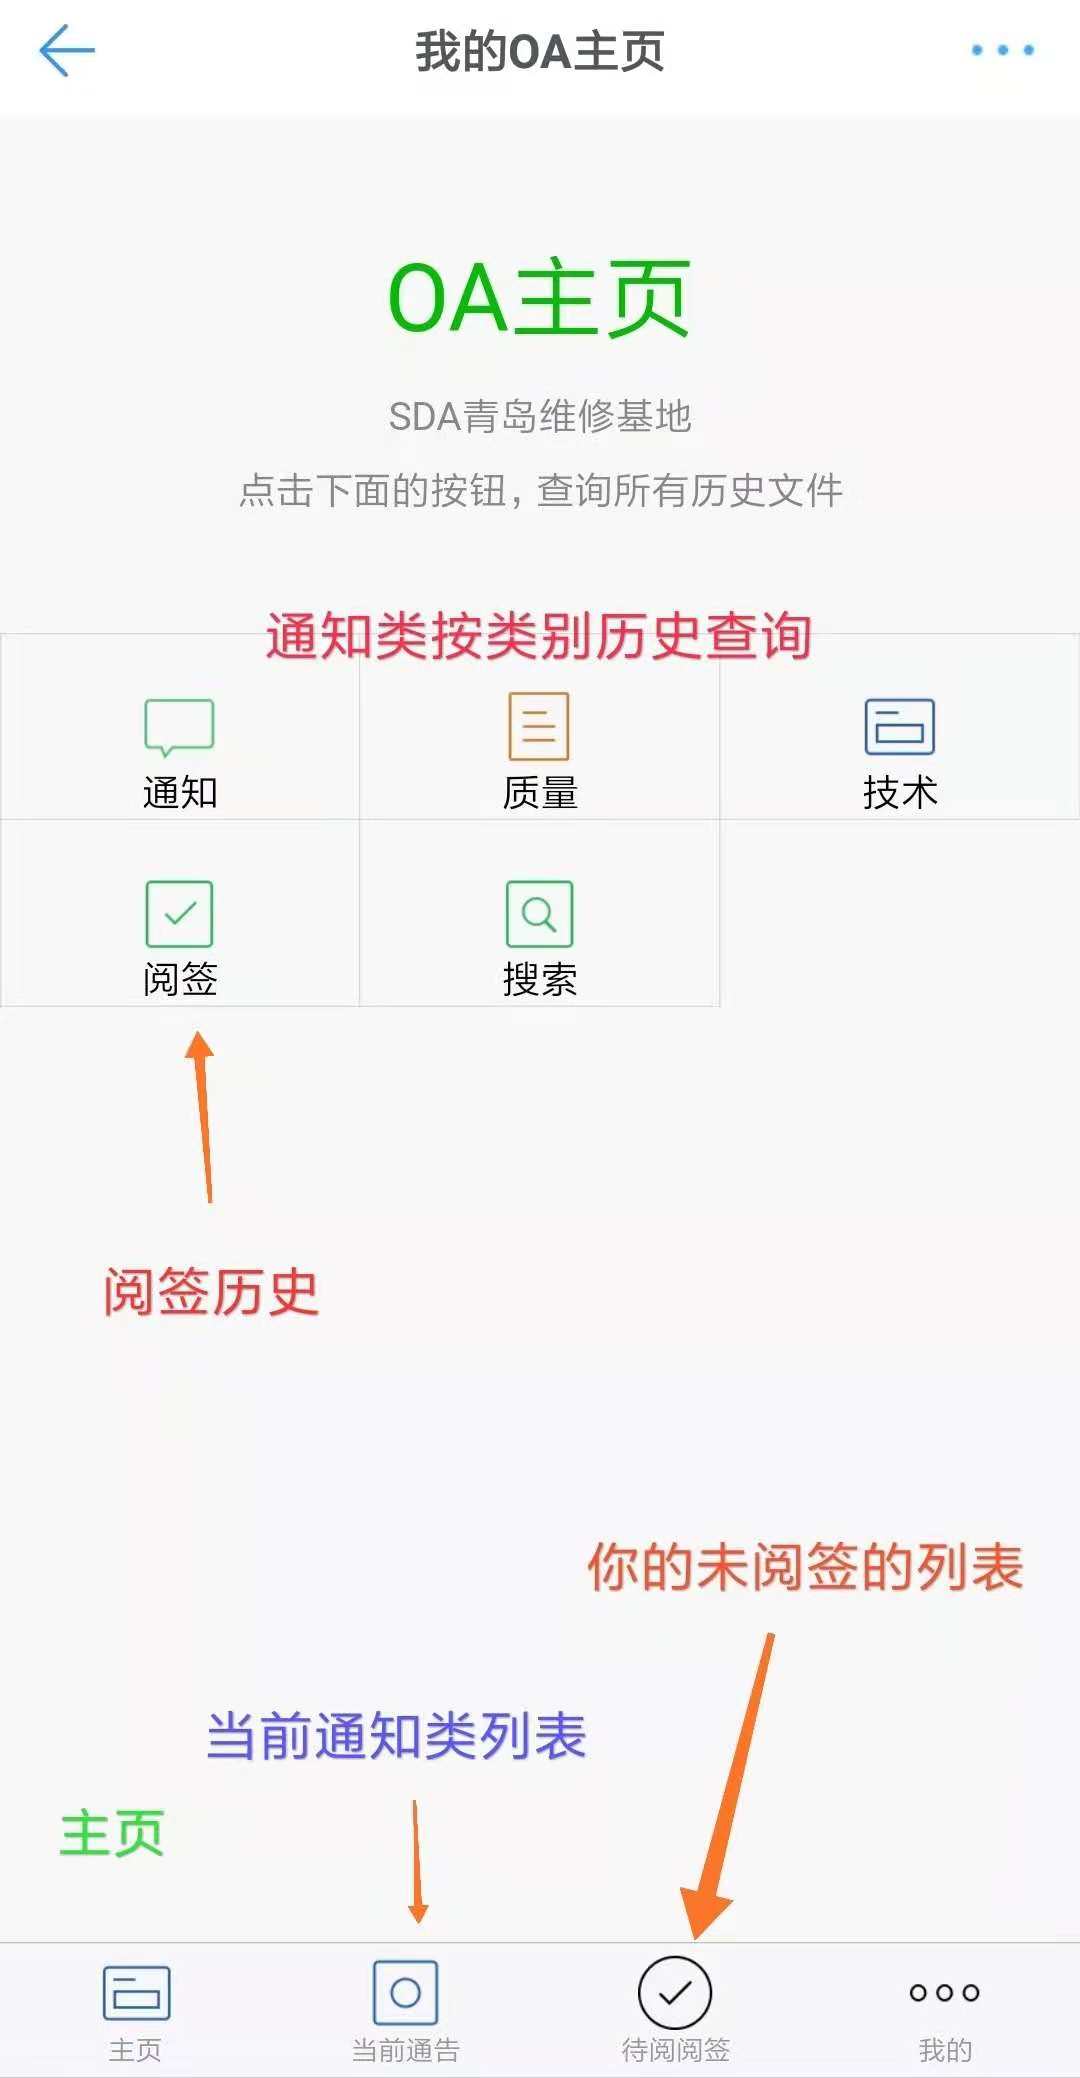 我的OA主页
OA主页
SDA青岛维修基地
点击下面的按钮，查询所有历史文件
通知类按类别历史查询
通知
质量
技术
阅签
搜索
阅签历史
你的未阅签的列表
当前通知类列表
主页
主页
当前通告
待阅阅签
我的